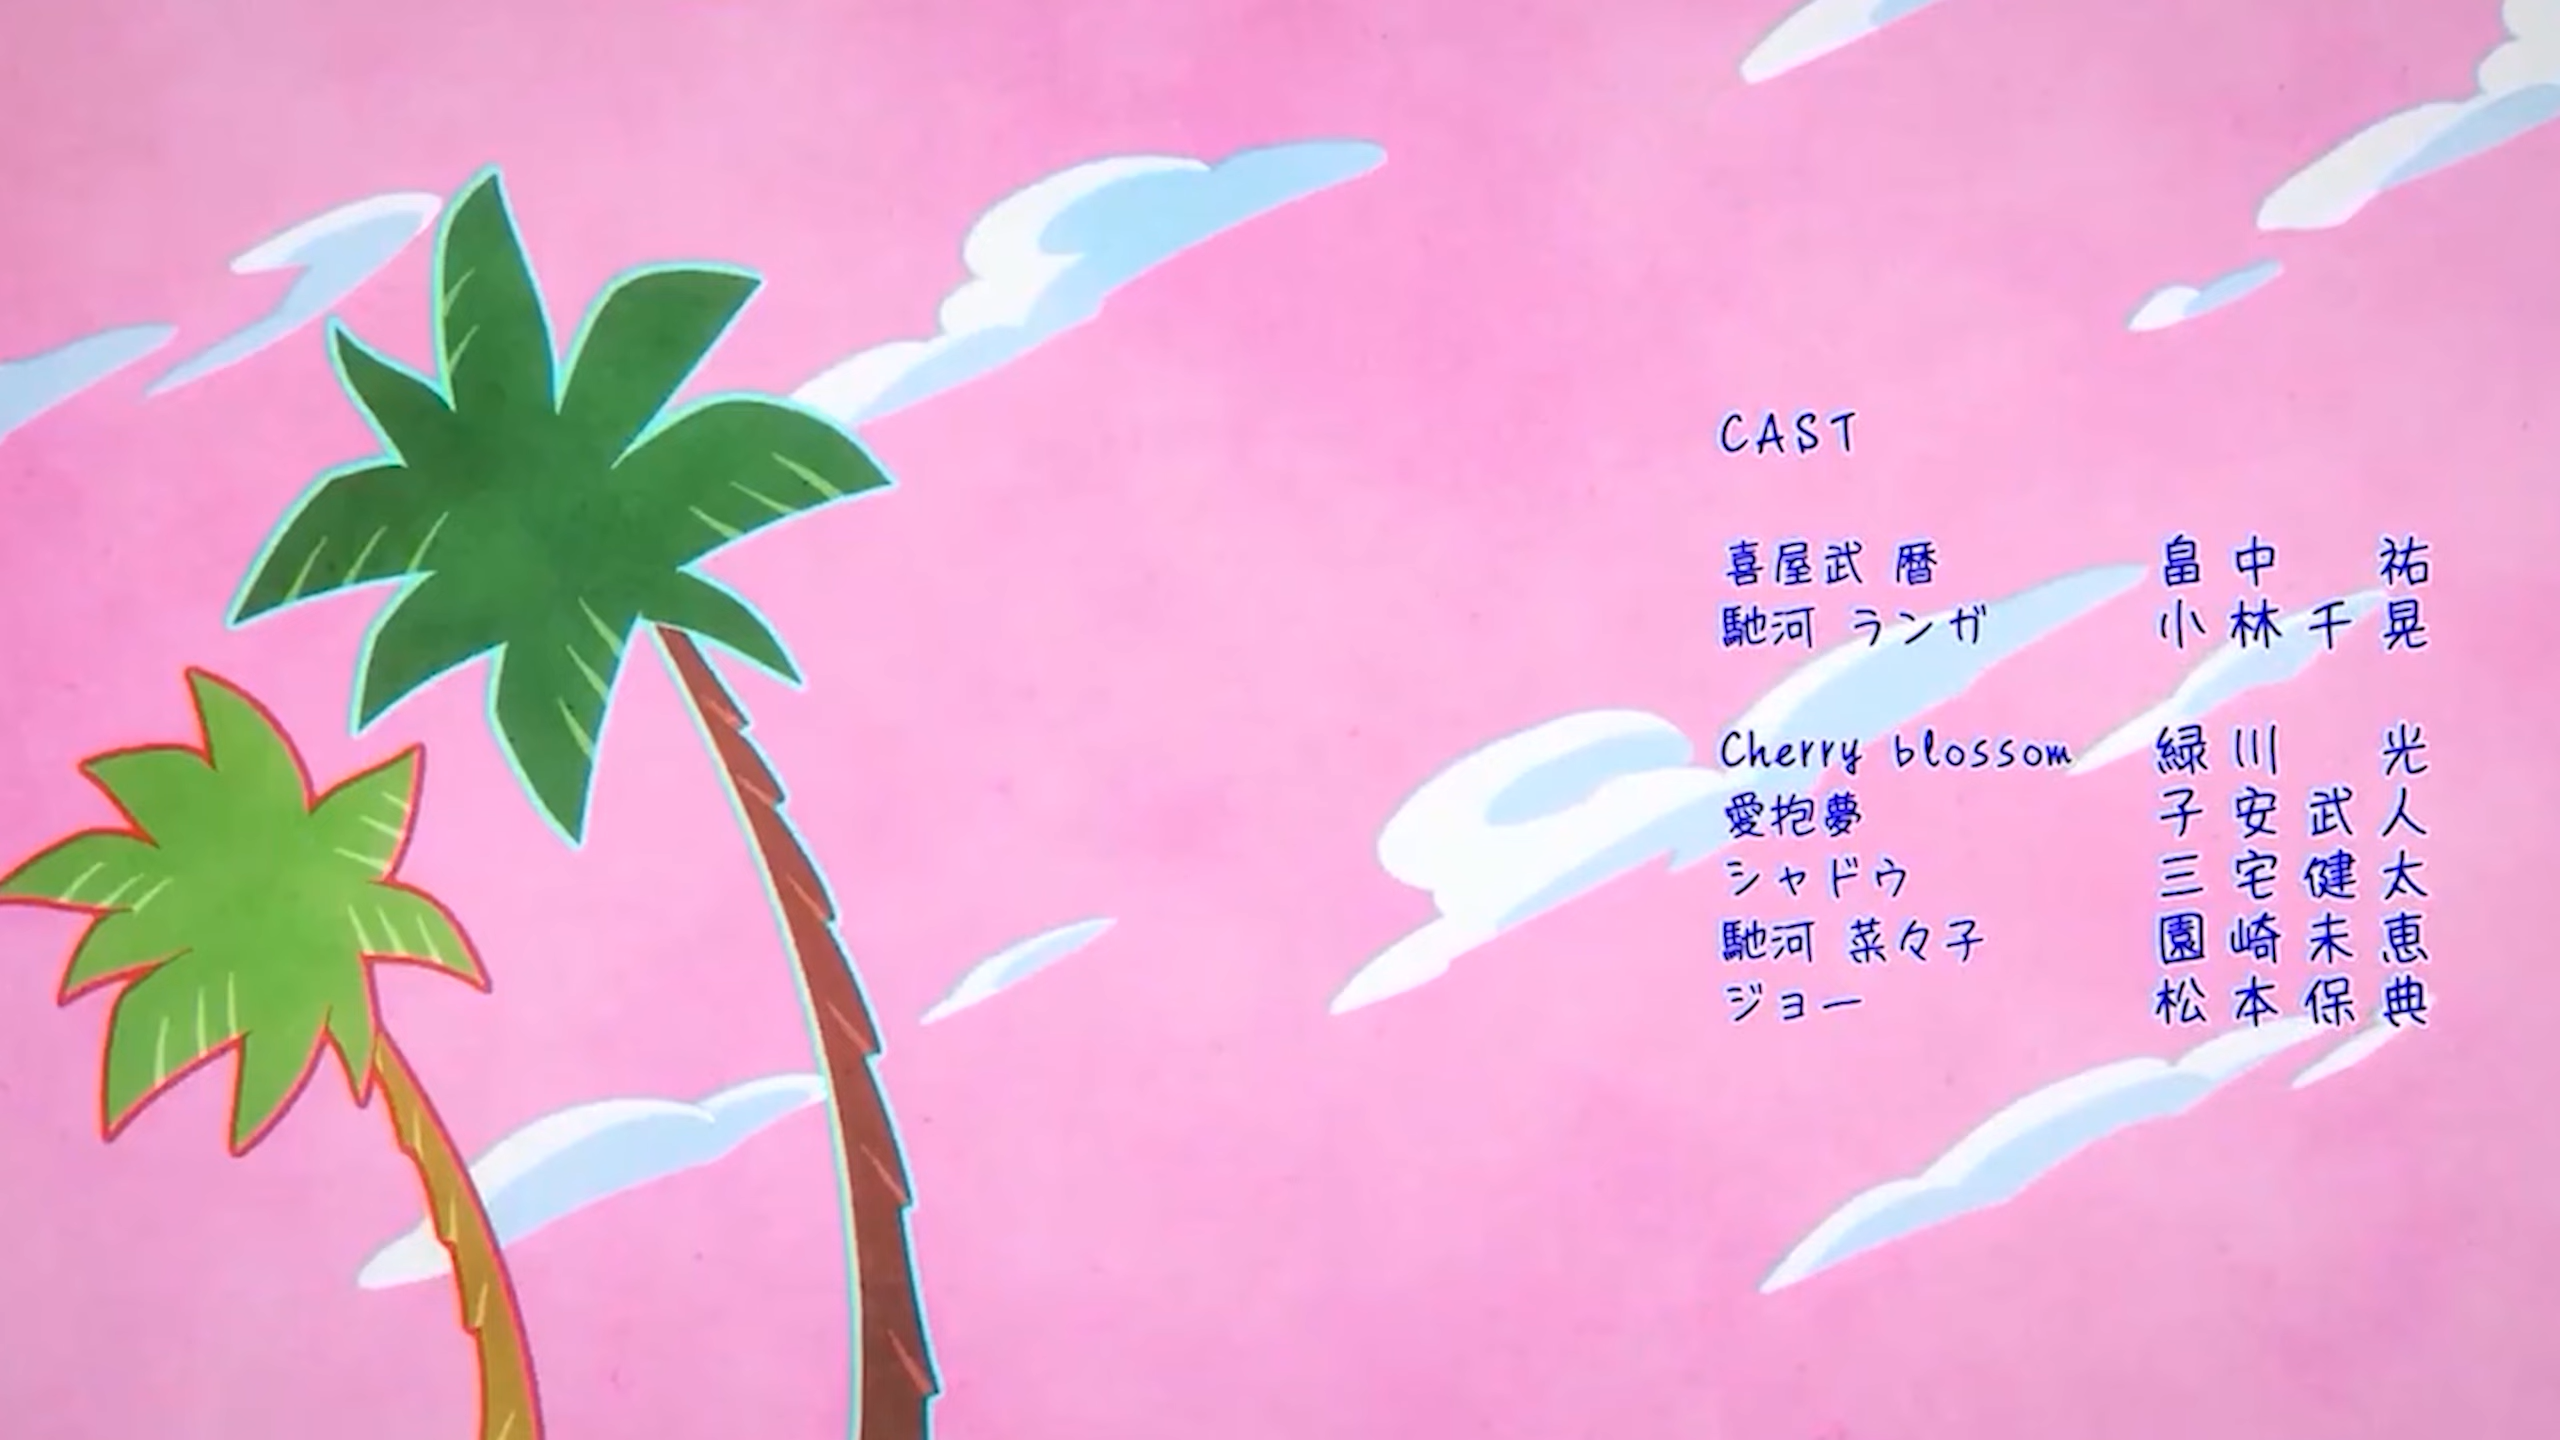 CAST
喜屋武 暦 畠中 祐
馳河 ランガ 小林千晃
Cherry blossom 緑川 光
愛抱夢 子安武人
シャドウ 三宅健太
馳河 菜々子 園崎未恵
ジョー 松本保典